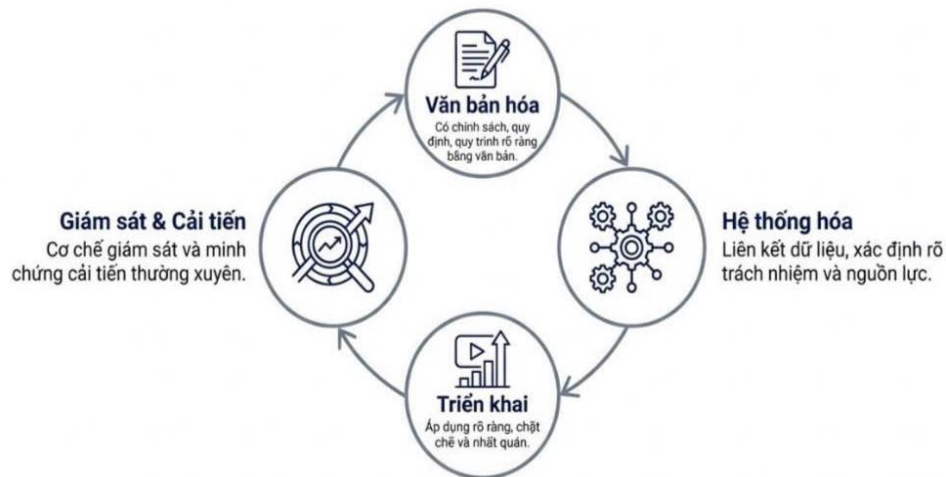 Văn bản hóa
Có chính sách, quy
định, quy trình rõ ràng
bằng văn bản.
Giám sát & Cải tiến
Cơ chế giám sát và minh
chứng cải tiến thường xuyên.
Hệ thống hóa
Liên kết dữ liệu, xác định rõ
trách nhiệm và nguồn lực.
Triển khai
Áp dụng rõ ràng, chặt
chẽ và nhất quán.